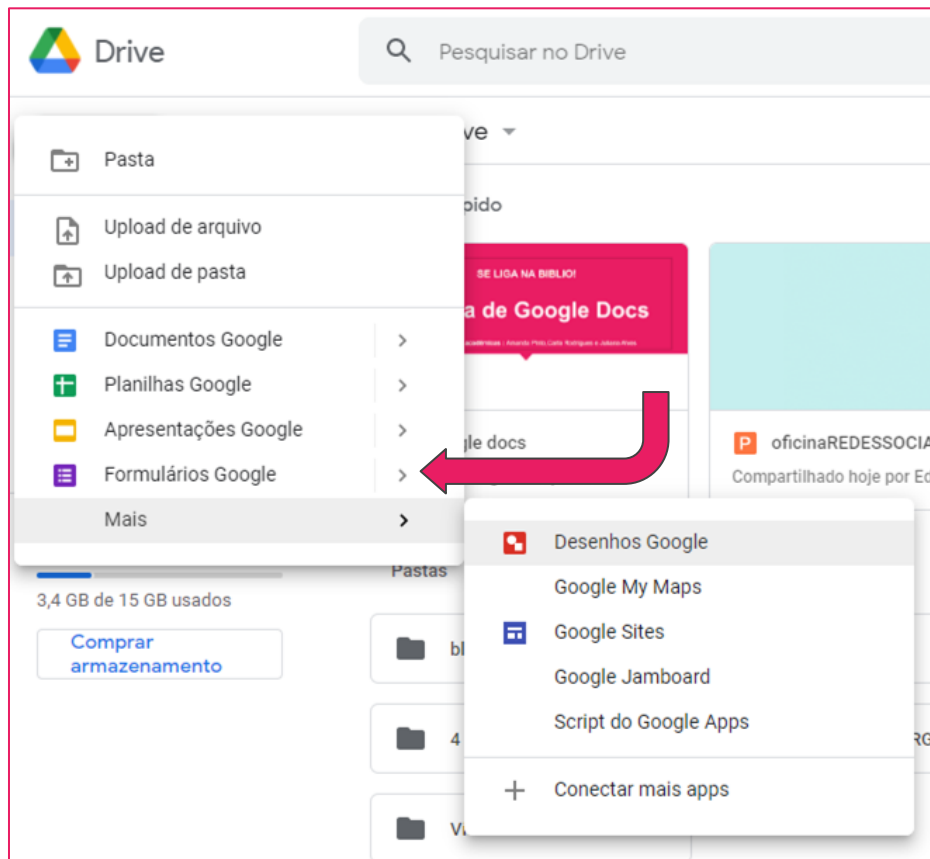 Drive
Pesquisar no Drive
ve
Pasta
pido
Upload de arquivo
Upload de pasta
SE LIGA NA BIBLIO!
a de Google Docs
Documentos Google
Planilhas Google
Apresentações Google
Formulários Google
Mais
gle docs
P oficinaREDESSOCIA
Compartilhado hoje por Ed
Desenhos Google
Google My Maps
Google Sites
Google Jamboard
Script do Google Apps
Conectar mais apps
Pastas
3,4 GB de 15 GB usados
Comprar
armazenamento
bl
4
RG